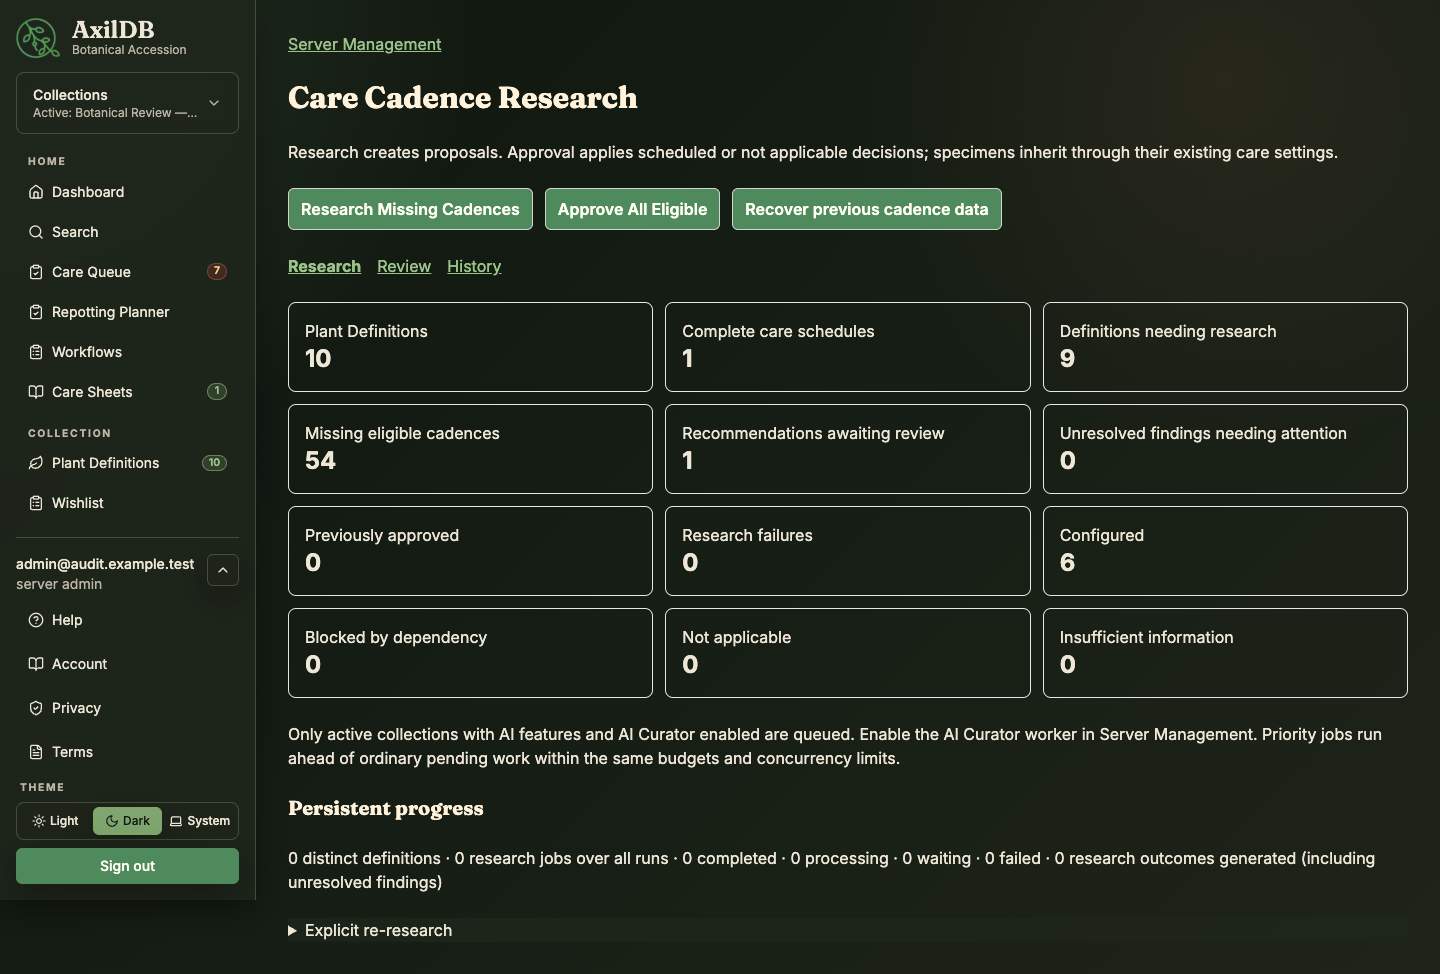 AxilDB
Botanical Accession
Collections
Active: Botanical Review —...
HOME
Dashboard
Search
Care Queue 7
Repotting Planner
Workflows
Care Sheets 1
COLLECTION
Plant Definitions 10
Wishlist
admin@audit.example.test
server admin
Help
Account
Privacy
Terms
THEME
Light Dark System
Sign out
Server Management
Care Cadence Research
Research creates proposals. Approval applies scheduled or not applicable decisions; specimens inherit through their existing care settings.
Research Missing Cadences Approve All Eligible Recover previous cadence data
Research Review History
Plant Definitions
10
Complete care schedules
1
Definitions needing research
9
Missing eligible cadences
54
Recommendations awaiting review
1
Unresolved findings needing attention
0
Previously approved
0
Research failures
0
Configured
6
Blocked by dependency
0
Not applicable
0
Insufficient information
0
Only active collections with AI features and AI Curator enabled are queued. Enable the AI Curator worker in Server Management. Priority jobs run
ahead of ordinary pending work within the same budgets and concurrency limits.
Persistent progress
0 distinct definitions · 0 research jobs over all runs · 0 completed · 0 processing · 0 waiting · 0 failed · 0 research outcomes generated (including
unresolved findings)
Explicit re-research